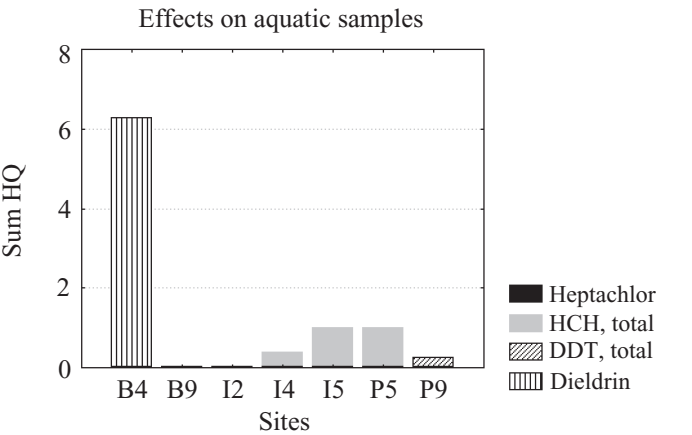 Effects on aquatic samples
8
6
4
2
0
Sum HQ
B4 B9 I2 I4 I5 P5 P9
Sites
Heptachlor
HCH, total
DDT, total
Dieldrin